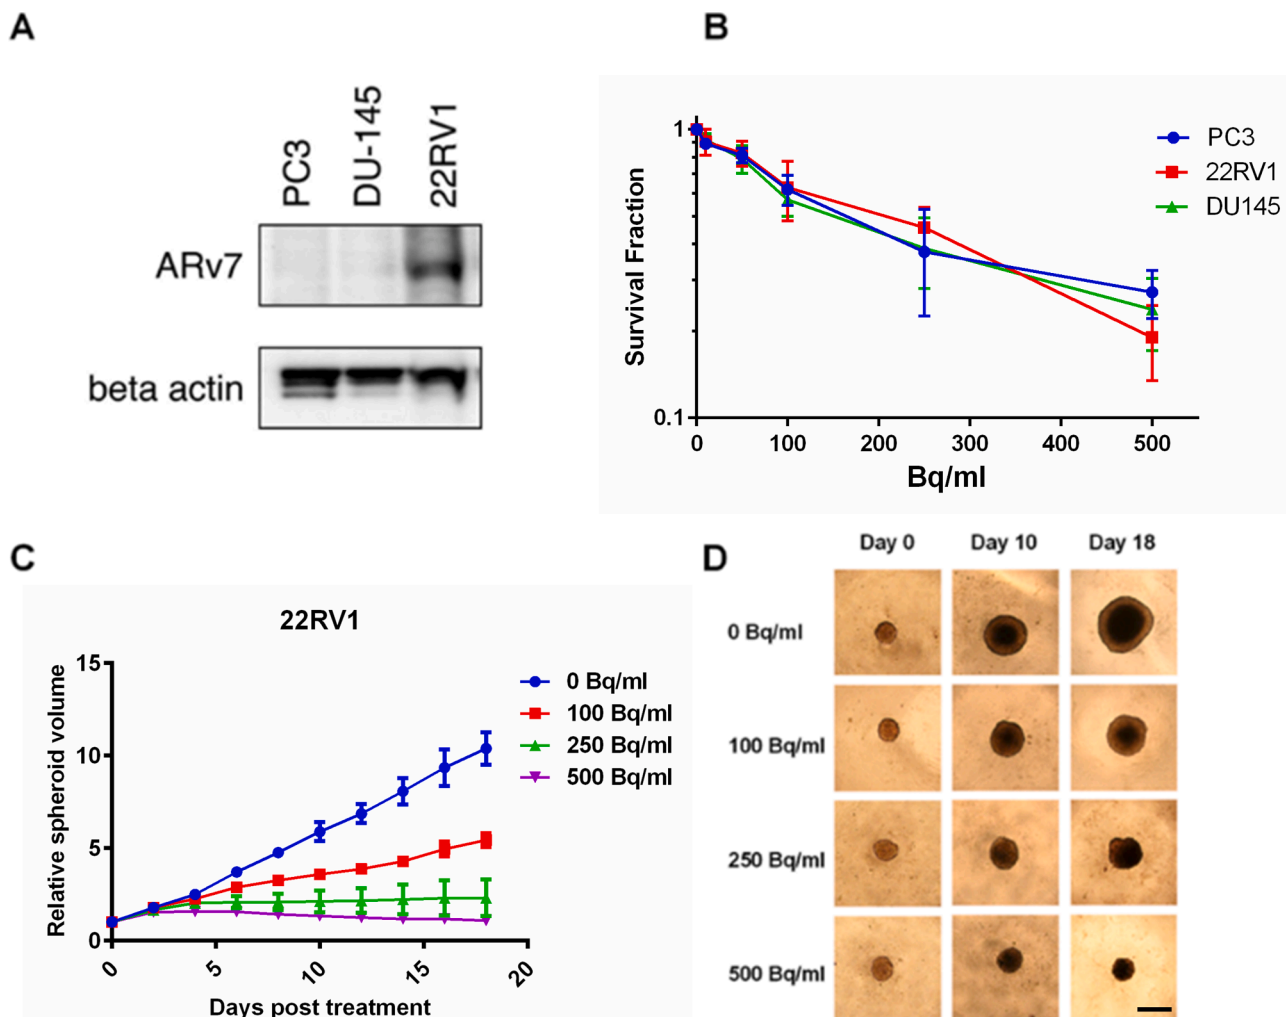 A
PC3
DU-145
22RV1
ARv7
beta actin
B
1
0.1
Survival Fraction
0 100 200 300 400 500
Bq/ml
PC3
22RV1
DU145
C
22RV1
15
10
5
0
Relative spheroid volume
0 5 10 15 20
Days post treatment
0 Bq/ml
100 Bq/ml
250 Bq/ml
500 Bq/ml
D
Day 0 Day 10 Day 18
0 Bq/ml
100 Bq/ml
250 Bq/ml
500 Bq/ml